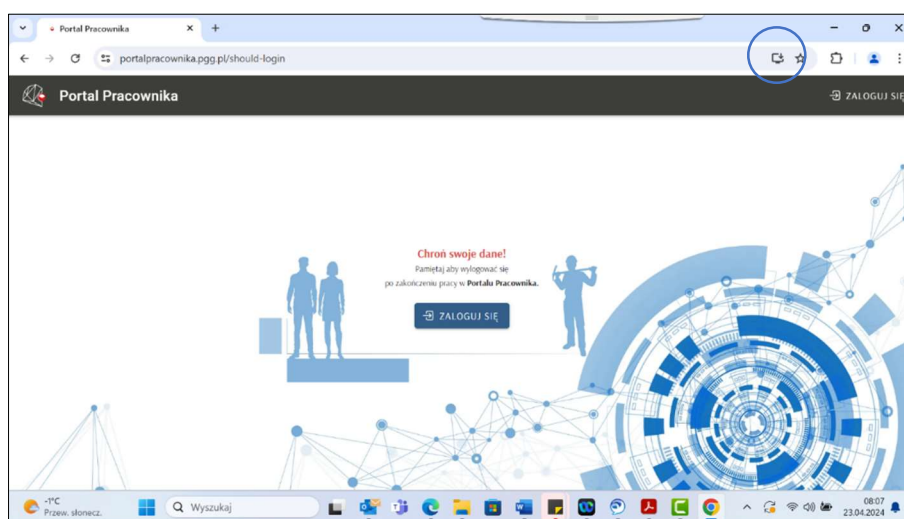 Portal Pracownika
portalpracownika.pgg.pl/should-login
Portal Pracownika
ZALOGUJ SIĘ
Chroń swoje dane!
Pamiętaj aby wylogować się
po zakończeniu pracy w Portalu Pracownika.
ZALOGUJ SIĘ
-1°C
Przew. słonecz.
Wyszukaj
08:07
23.04.2024